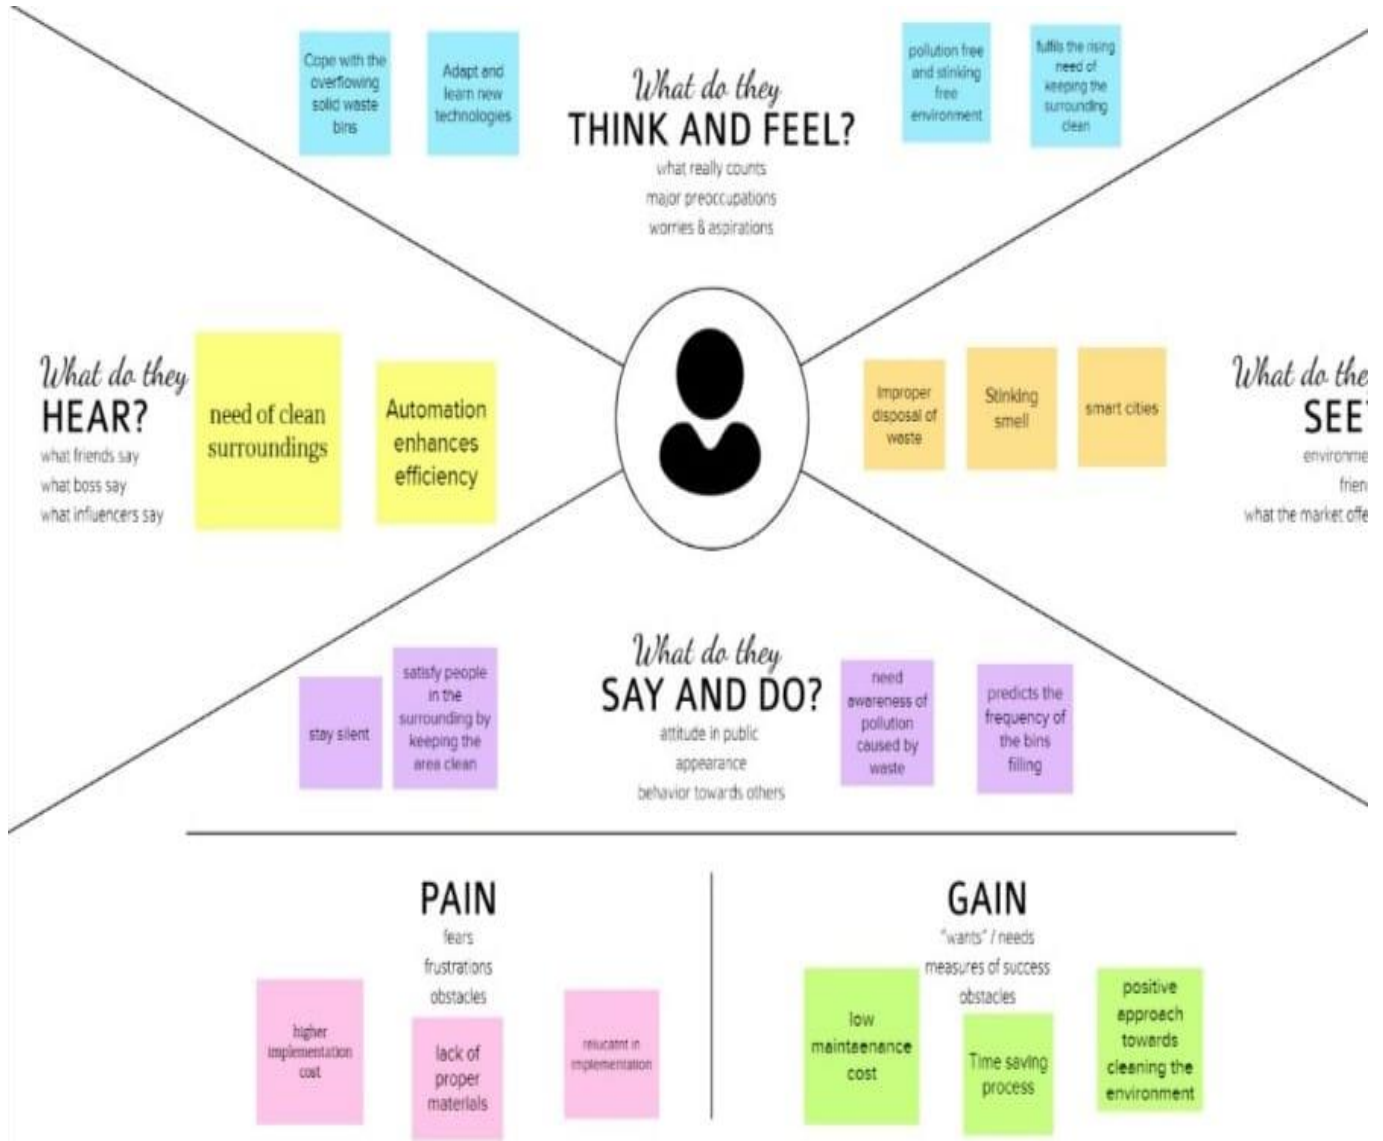 Cope with the
overflowing
solid waste
bins
Adapt and
learn new
technologies
What do they
THINK AND FEEL?
what really counts
major preoccupations
worries & aspirations
pollution free
and stinking
free
environment
fulfils the rising
need of
keeping the
surrounding
clean
What do they
HEAR?
what friends say
what boss say
what influencers say
need of clean
surroundings
Automation
enhances
efficiency
Improper
disposal of
waste
Stinking
smell
smart cities
What do the
SEE
environme
frien
what the market offe
stay silent
satisfy people
in the
surrounding by
keeping the
area clean
What do they
SAY AND DO?
attitude in public
appearance
behavior towards others
need
awareness of
pollution
caused by
waste
predicts the
frequency of
the bins
filling
PAIN
fears
frustrations
obstacles
higher
implementation
cost
lack of
proper
materials
relucatnt in
implementation
GAIN
"wants" / needs
measures of success
obstacles
low
maintaenance
cost
Time saving
process
positive
approach
towards
cleaning the
environment